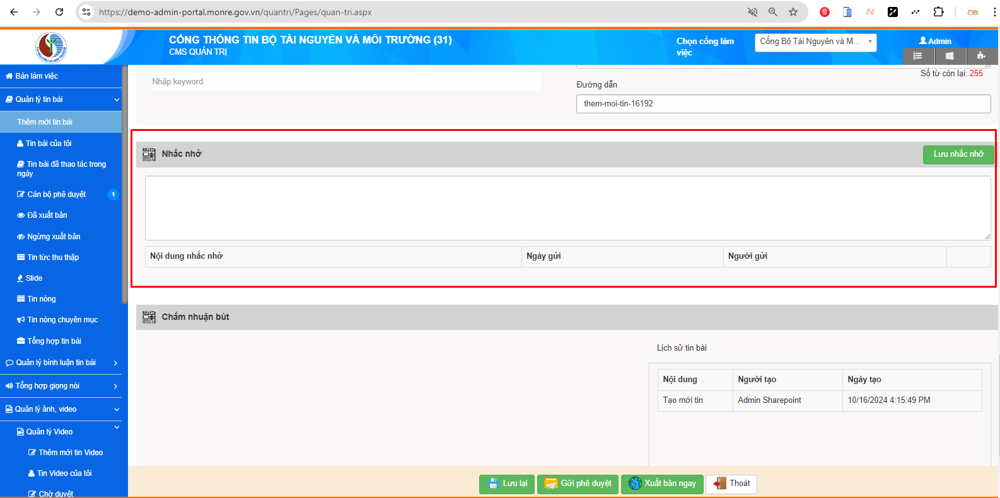 https://demo-admin-portal.monre.gov.vn/quantri/Pages/quan-tri.aspx
CỔNG THÔNG TIN BỘ TÀI NGUYÊN VÀ MÔI TRƯỜNG (31)
CMS QUẢN TRỊ
Chọn cổng làm
việc
Cổng Bộ Tài Nguyên và M...
Admin
Bàn làm việc
Quản lý tin bài
Thêm mới tin bài
Tin bài của tôi
Tin bài đã thao tác trong
ngày
Cán bộ phê duyệt
1
Đã xuất bản
Ngừng xuất bản
Tin tức thu thập
Slide
Tin nóng
Tin nóng chuyên mục
Tổng hợp tin bài
Quản lý bình luận tin bài
Tổng hợp giọng nói
Quản lý ảnh, video
Quản lý Video
Thêm mới tin Video
Tin Video của tôi
Chờ duyệt
Nhập keyword
Số từ còn lại: 255
Đường dẫn
them-moi-tin-16192
Nhắc nhở
Lưu nhắc nhở
Nội dung nhắc nhở
Ngày gửi
Người gửi
Chấm nhuận bút
Lịch sử tin bài
Nội dung
Người tạo
Ngày tạo
Tạo mới tin
Admin Sharepoint
10/16/2024 4:15:49 PM
Lưu lại
Gửi phê duyệt
Xuất bản ngay
Thoát